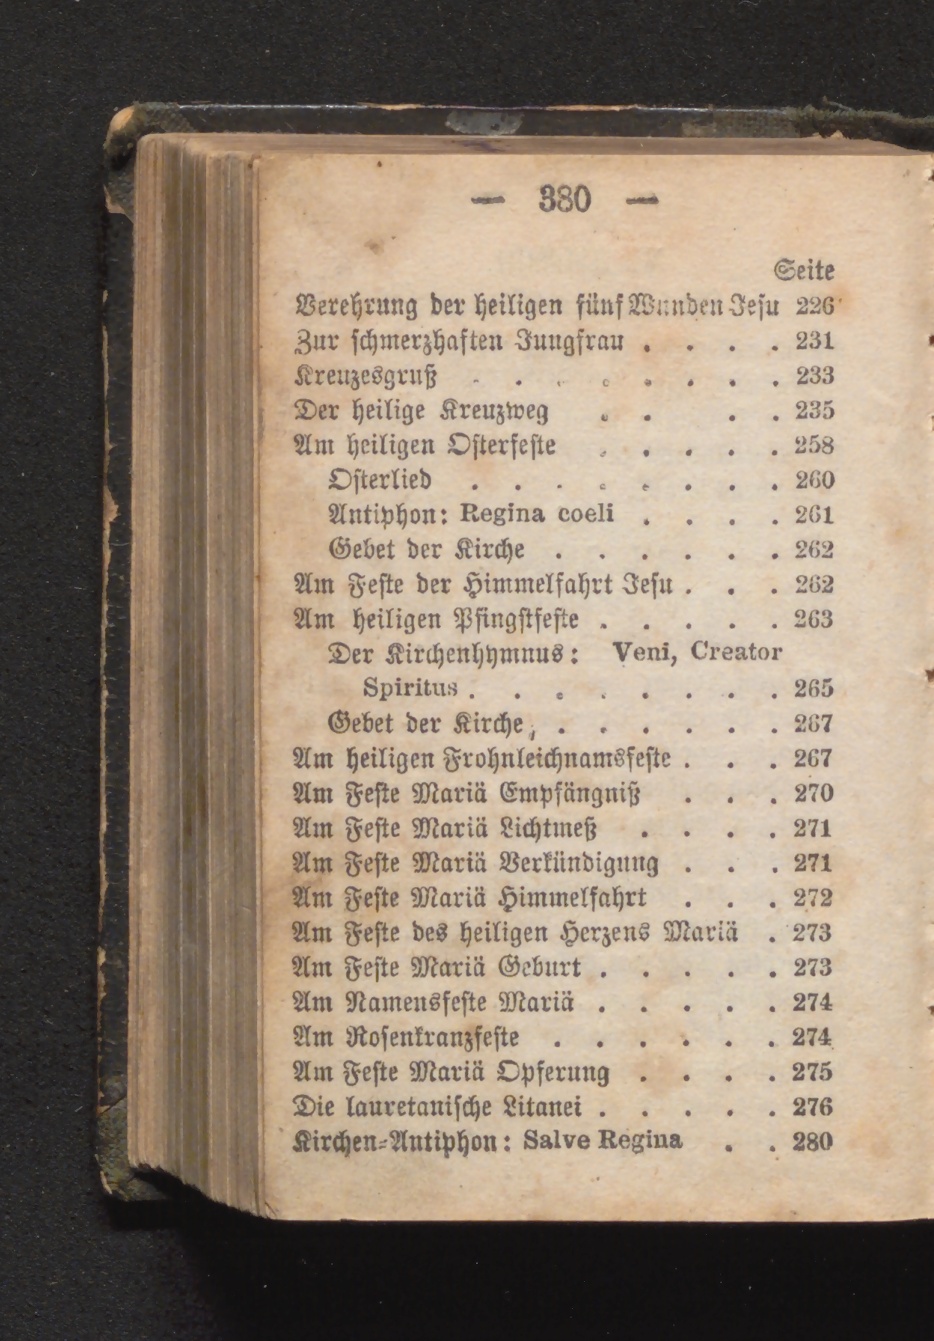 — 380 —
Seite
Verehrung der heiligen fünf Wunden Jesu 226
Zur schmerzhaften Jungfrau . . . . 231
Kreuzesgruß . . . . . . . . 233
Der heilige Kreuzweg . . . . 235
Am heiligen Osterfeste . . . . . 258
Osterlied . . . . . . . . 260
Antiphon: Regina coeli . . . . 261
Gebet der Kirche . . . . . . 262
Am Feste der Himmelfahrt Jesu . . . 262
Am heiligen Pfingstfeste . . . . . 263
Der Kirchenhymnus: Veni, Creator
Spiritus . . . . . . . . 265
Gebet der Kirche, . . . . . . 267
Am heiligen Frohnleichnamsfeste . . . 267
Am Feste Mariä Empfängniß . . . 270
Am Feste Mariä Lichtmeß . . . . 271
Am Feste Mariä Verkündigung . . . 271
Am Feste Mariä Himmelfahrt . . . 272
Am Feste des heiligen Herzens Mariä . 273
Am Feste Mariä Geburt . . . . . 273
Am Namensfeste Mariä . . . . . 274
Am Rosenkranzfeste . . . . . . 274
Am Feste Mariä Opferung . . . . 275
Die lauretanische Litanei . . . . . 276
Kirchen-Antiphon: Salve Regina . . 280